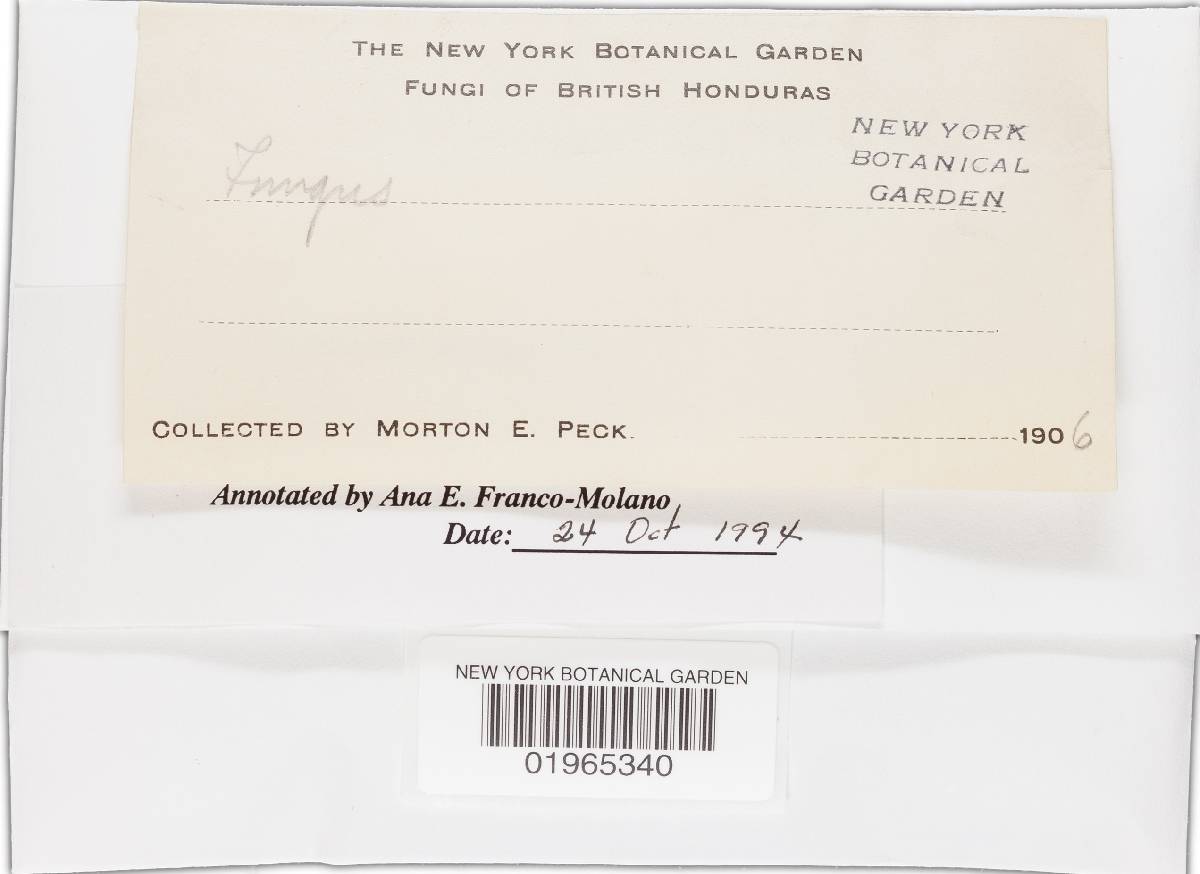 THE NEW YORK BOTANICAL GARDEN
FUNGI OF BRITISH HONDURAS
NEW YORK
BOTANICAL
GARDEN
Fungus
COLLECTED BY MORTON E. PECK. 1906
Annotated by Ana E. Franco-Molano
Date: 24 Oct 1994
NEW YORK BOTANICAL GARDEN
01965340